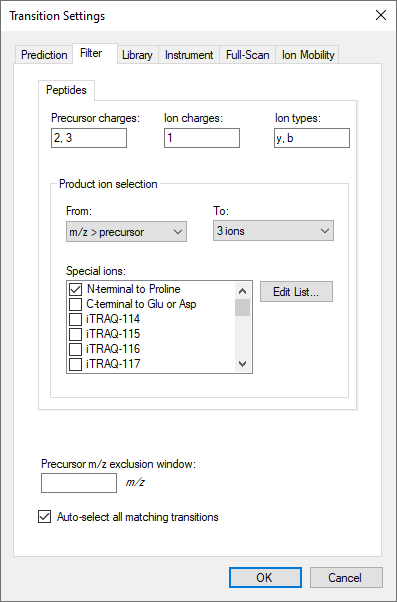 Transition Settings
Prediction Filter Library Instrument Full-Scan Ion Mobility
Peptides
Precursor charges: Ion charges: Ion types:
2, 3 1 y, b
Product ion selection
From: To:
m/z > precursor 3 ions
Special ions:
N-terminal to Proline
C-terminal to Glu or Asp
iTRAQ-114
iTRAQ-115
iTRAQ-116
iTRAQ-117
Edit List...
Precursor m/z exclusion window:
m/z
Auto-select all matching transitions
OK Cancel